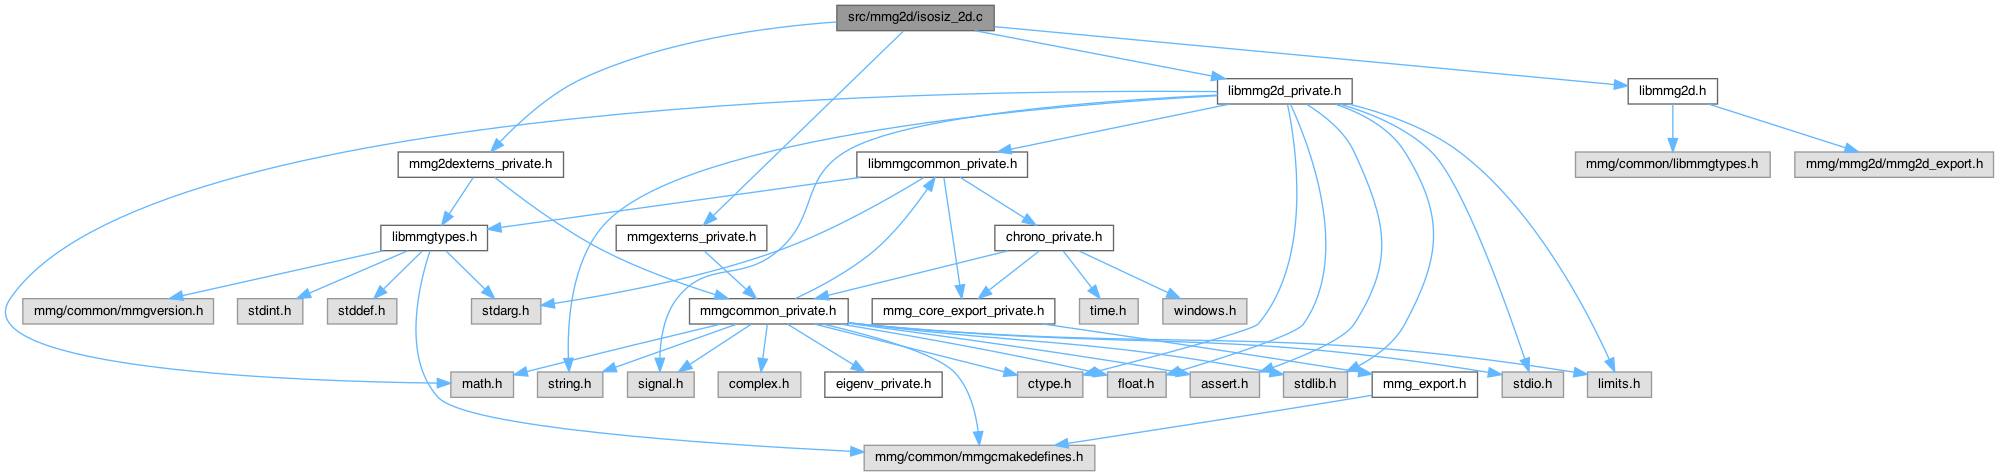 src/mmg2d/isosiz_2d.c
libmmg2d_private.h
libmmg2d.h
mmg2dexterns_private.h
libmmgcommon_private.h
mmg/common/libmmgtypes.h
mmg/mmg2d/mmg2d_export.h
libmmgtypes.h
mmgexterns_private.h
chrono_private.h
mmg/common/mmgversion.h
stdint.h
stddef.h
stdarg.h
mmgcommon_private.h
mmg_core_export_private.h
time.h
windows.h
math.h
string.h
signal.h
complex.h
eigenv_private.h
ctype.h
float.h
assert.h
stdlib.h
mmg_export.h
stdio.h
limits.h
mmg/common/mmgcmakedefines.h